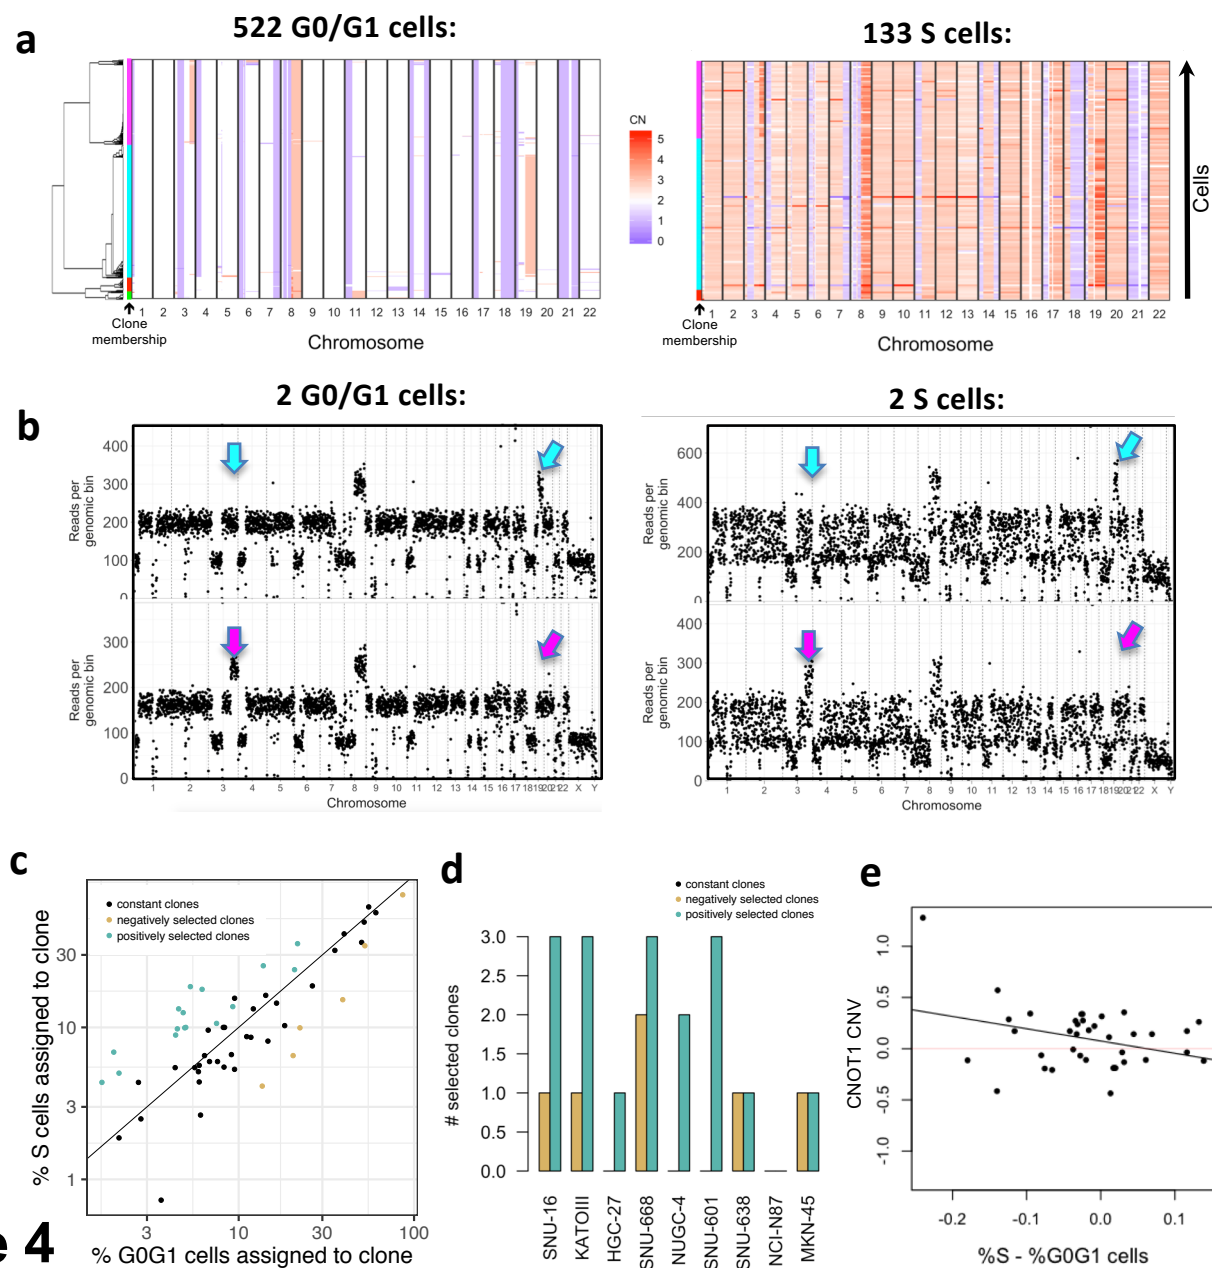 a
522 G0/G1 cells:
133 S cells:
CN
5
4
3
2
1
0
Cells
1 2 3 4 5 6 7 8 9 10 11 12 13 14 15 16 17 18 19 20 21 22
Clone
membership
Chromosome
1 2 3 4 5 6 7 8 9 10 11 12 13 14 15 16 17 18 19 20 21 22
Clone
membership
Chromosome
b
2 G0/G1 cells:
2 S cells:
Reads per
genomic bin
400
300
200
100
0
Reads per
genomic bin
300
200
100
0
1 2 3 4 5 6 7 8 9 10 11 12 13 14 15 16 17 18 19 20 21 22 X Y
Chromosome
Reads per
genomic bin
600
400
200
0
Reads per
genomic bin
400
300
200
100
0
1 2 3 4 5 6 7 8 9 10 11 12 13 14 15 16 17 18 19 20 21 22 X Y
Chromosome
c
constant clones
negatively selected clones
positively selected clones
% S cells assigned to clone
30
10
3
1
3 10 30 100
% G0G1 cells assigned to clone
d
constant clones
negatively selected clones
positively selected clones
# selected clones
3.0
2.5
2.0
1.5
1.0
0.5
0.0
SNU-16
KATOIII
HGC-27
SNU-668
NUGC-4
SNU-601
SNU-638
NCI-N87
MKN-45
e
CNOT1 CNV
1.0
0.5
0.0
-0.5
-1.0
-0.2 -0.1 0.0 0.1
%S - %G0G1 cells
e 4